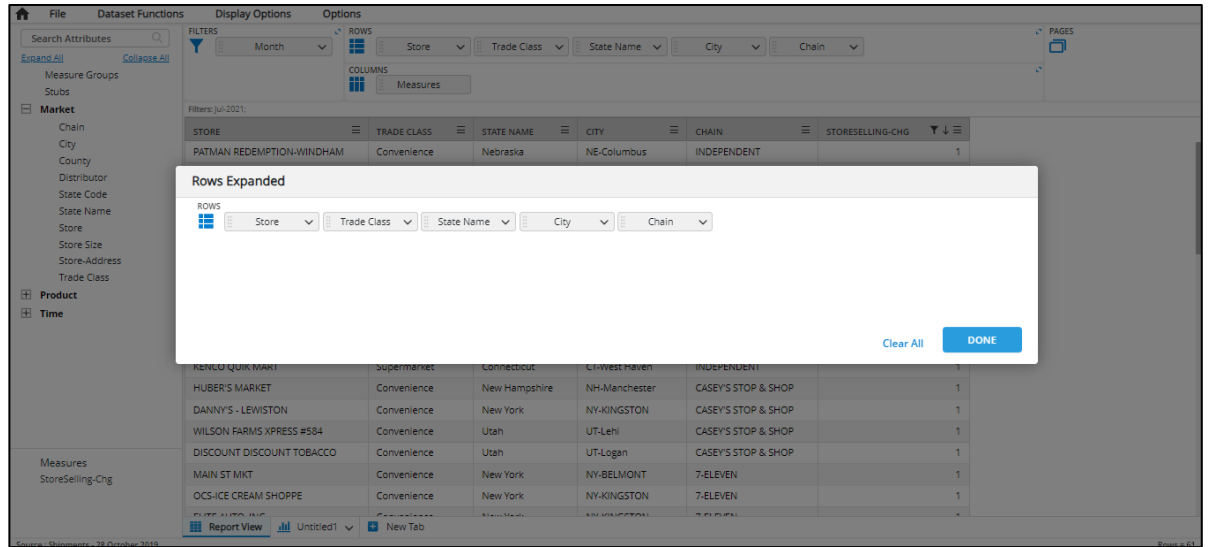 File Dataset Functions Display Options Options
Search Attributes
Expand All Collapse All
Measure Groups
Stubs
Market
Chain
City
County
Distributor
State Code
State Name
Store
Store Size
Store-Address
Trade Class
Product
Time
Measures
StoreSelling-Chg
FILTERS
Month
ROWS
Store Trade Class State Name City Chain
COLUMNS
Measures
PAGES
Filters: Jul-2021;
STORE TRADE CLASS STATE NAME CITY CHAIN STORESELLING-CHG
PATMAN REDEMPTION-WINDHAM Convenience Nebraska NE-Columbus INDEPENDENT 1
Rows Expanded
ROWS
Store Trade Class State Name City Chain
Clear All DONE
KENCO QUIK MART Supermarket Connecticut CT-West Haven INDEPENDENT 1
HUBER'S MARKET Convenience New Hampshire NH-Manchester CASEY'S STOP & SHOP 1
DANNY'S - LEWISTON Convenience New York NY-KINGSTON CASEY'S STOP & SHOP 1
WILSON FARMS XPRESS #584 Convenience Utah UT-Lehi CASEY'S STOP & SHOP 1
DISCOUNT DISCOUNT TOBACCO Convenience Utah UT-Logan CASEY'S STOP & SHOP 1
MAIN ST MKT Convenience New York NY-BELMONT 7-ELEVEN 1
OCS-ICE CREAM SHOPPE Convenience New York NY-KINGSTON 7-ELEVEN 1
Report View Untitled1 New Tab
Source : Shipments - 28 October 2019 Rows = 61